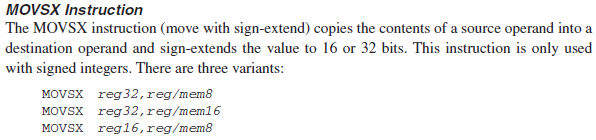 MOVSX Instruction
The MOVSX instruction (move with sign-extend) copies the contents of a source operand into a
destination operand and sign-extends the value to 16 or 32 bits. This instruction is only used
with signed integers. There are three variants:
MOVSX reg32,reg/mem8
MOVSX reg32,reg/mem16
MOVSX reg16,reg/mem8